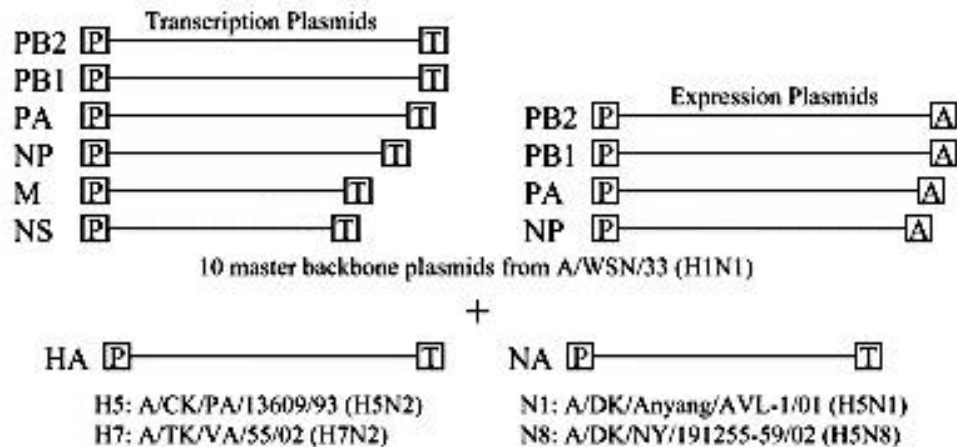 Transcription Plasmids
PB2 P T
PB1 P T
PA P T
NP P T
M P T
NS P T
Expression Plasmids
PB2 P A
PB1 P A
PA P A
NP P A
10 master backbone plasmids from A/WSN/33 (H1N1)
+
HA P T
NA P T
H5: A/CK/PA/13609/93 (H5N2)
H7: A/TK/VA/55/02 (H7N2)
N1: A/DK/Anyang/AVL-1/01 (H5N1)
N8: A/DK/NY/191255-59/02 (H5N8)